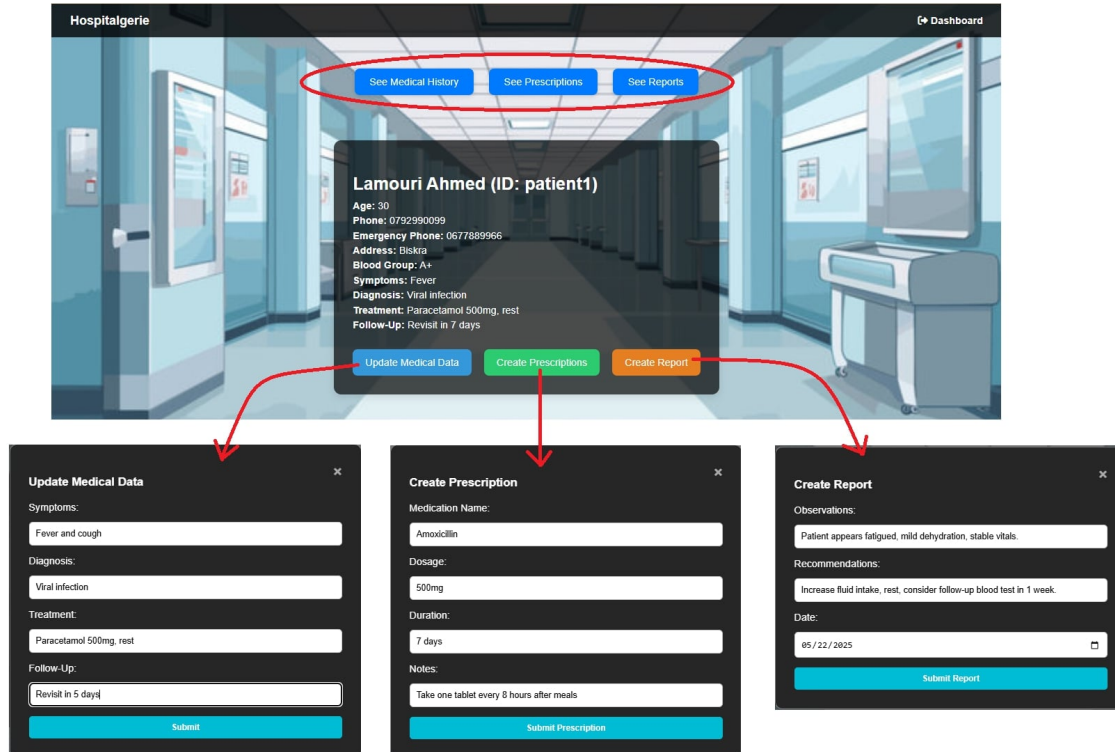 Hospitalgerie
Dashboard
See Medical History
See Prescriptions
See Reports
Lamouri Ahmed (ID: patient1)
Age: 30
Phone: 0792990099
Emergency Phone: 0677889966
Address: Biskra
Blood Group: A+
Symptoms: Fever
Diagnosis: Viral infection
Treatment: Paracetamol 500mg, rest
Follow-Up: Revisit in 7 days
Update Medical Data
Create Prescriptions
Create Report
Update Medical Data
×
Symptoms:
Fever and cough
Diagnosis:
Viral infection
Treatment:
Paracetamol 500mg, rest
Follow-Up:
Revisit in 5 days
Submit
Create Prescription
×
Medication Name:
Amoxicillin
Dosage:
500mg
Duration:
7 days
Notes:
Take one tablet every 8 hours after meals
Submit Prescription
Create Report
×
Observations:
Patient appears fatigued, mild dehydration, stable vitals.
Recommendations:
Increase fluid intake, rest, consider follow-up blood test in 1 week.
Date:
05/22/2025
Submit Report